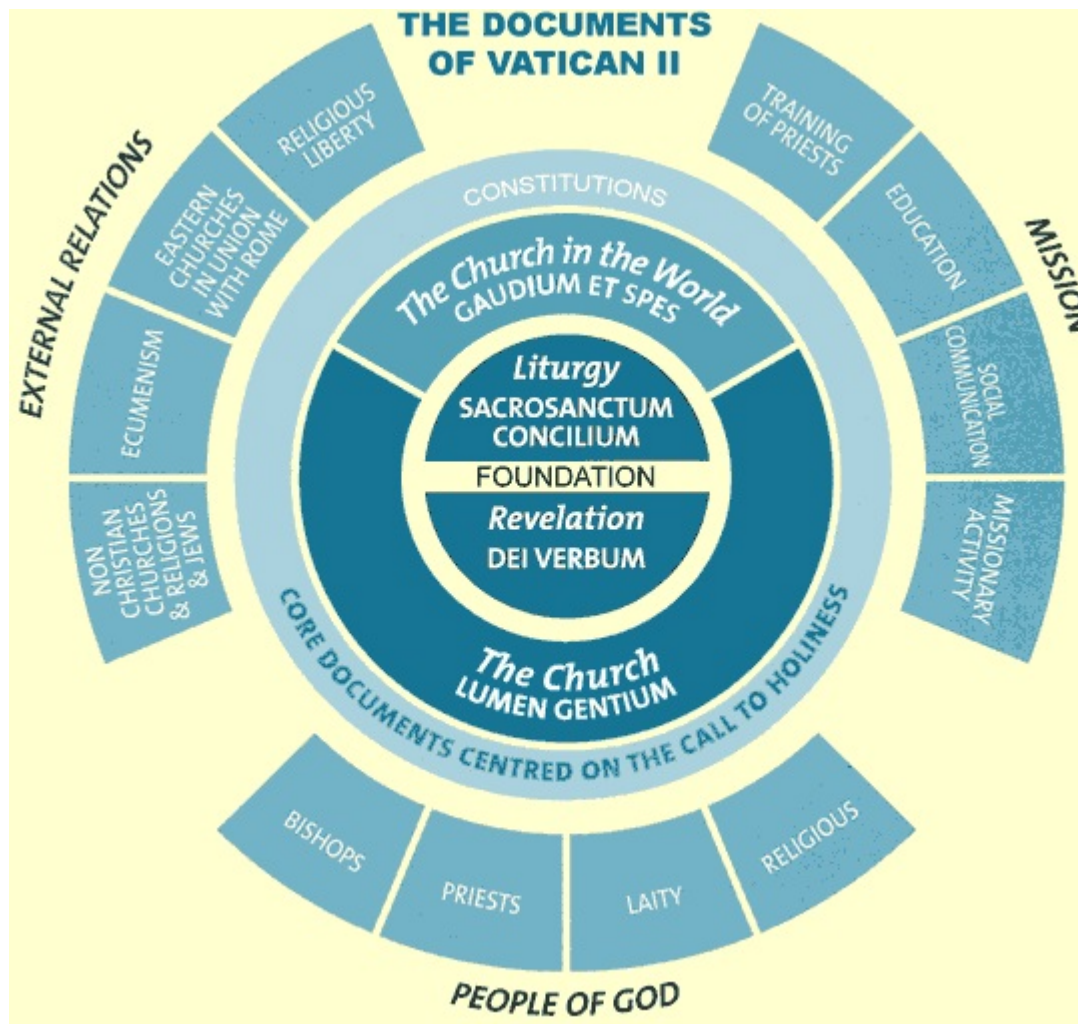 THE DOCUMENTS
OF VATICAN II
EXTERNAL RELATIONS
RELIGIOUS
LIBERTY
EASTERN
CHURCHES
IN UNION
WITH ROME
ECUMENISM
NON
CHRISTIAN
CHURCHES
& RELIGIONS
& JEWS
MISSION
TRAINING
OF PRIESTS
EDUCATION
SOCIAL
COMMUNICATION
MISSIONARY
ACTIVITY
CONSTITUTIONS
The Church in the World
GAUDIUM ET SPES
Liturgy
SACROSANCTUM
CONCILIUM
FOUNDATION
Revelation
DEI VERBUM
The Church
LUMEN GENTIUM
CORE DOCUMENTS CENTRED ON THE CALL TO HOLINESS
BISHOPS
PRIESTS
LAITY
RELIGIOUS
PEOPLE OF GOD